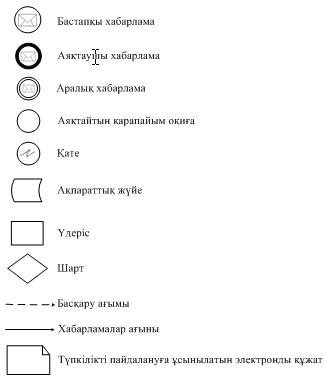 Бастапқы хабарлама
Аяқтаушы хабарлама
Аралық хабарлама
Аяқтайтын қарапайым оқиға
Қате
Ақпараттық жүйе
Үдеріс
Шарт
Басқару ағымы
Хабарламалар ағыны
Түпкілікті пайдалануға ұсынылатын электронды құжат